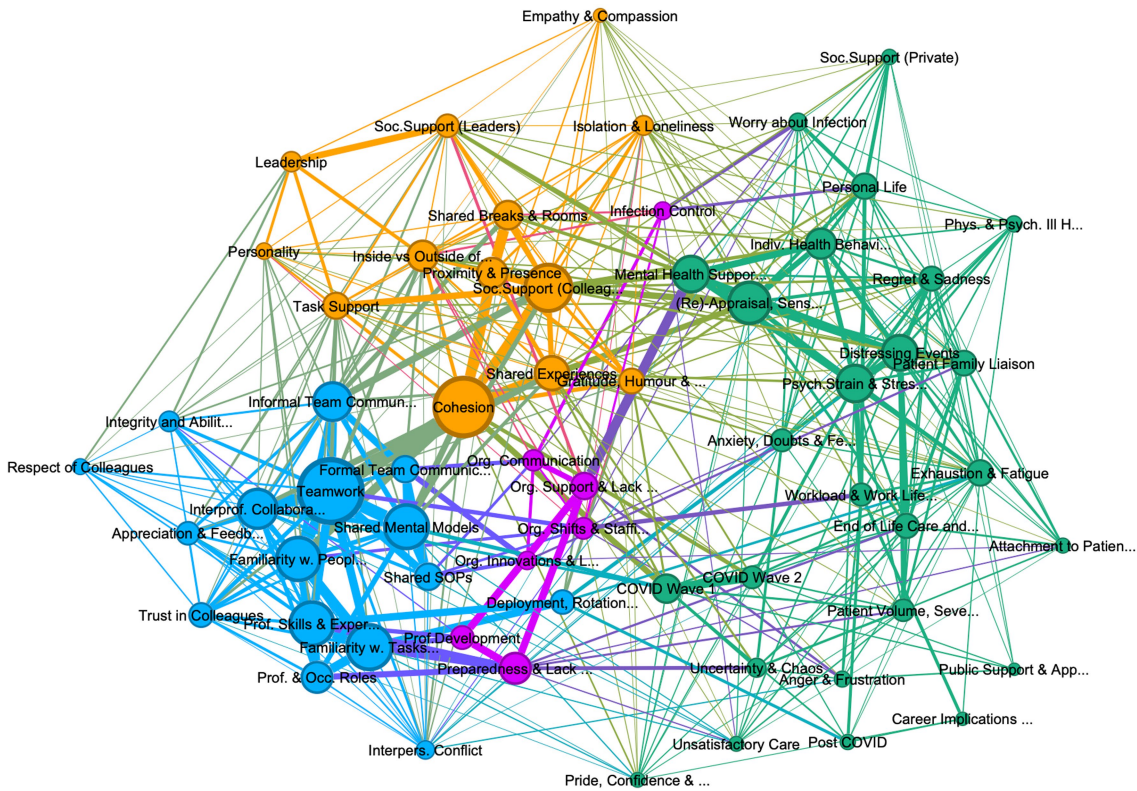 Empathy & Compassion
Soc.Support (Private)
Soc.Support (Leaders)
Isolation & Loneliness
Worry about Infection
Leadership
Personal Life
Shared Breaks & Rooms
Infection Control
Phys. & Psych. Ill H...
Personality
Inside vs Outside of...
Indiv. Health Behavi...
Proximity & Presence
Mental Health Suppor...
Regret & Sadness
Soc.Support (Colleag...
Task Support
(Re)-Appraisal, Sens...
Distressing Events
Patient Family Liaison
Shared Experiences
Gratitude, Humour & ...
Psych.Strain & Stres...
Informal Team Commun...
Cohesion
Integrity and Abilit...
Anxiety, Doubts & Fe...
Respect of Colleagues
Formal Team Communic...
Org. Communication
Exhaustion & Fatigue
Teamwork
Org. Support & Lack ...
Workload & Work Life...
Interprof. Collabora...
Appreciation & Feedb...
Shared Mental Models
Org. Shifts & Staffi...
End of Life Care and...
Attachment to Patien...
Familiarity w. Peopl...
Org. Innovations & L...
Shared SOPs
COVID Wave 2
COVID Wave 1
Deployment, Rotation...
Patient Volume, Seve...
Trust in Colleagues
Prof. Skills & Exper...
Prof.Development
Familiarity w. Tasks...
Preparedness & Lack ...
Uncertainty & Chaos
Prof. & Occ. Roles
Anger & Frustration
Public Support & App...
Career Implications ...
Interpers. Conflict
Unsatisfactory Care
Post COVID
Pride, Confidence & ...